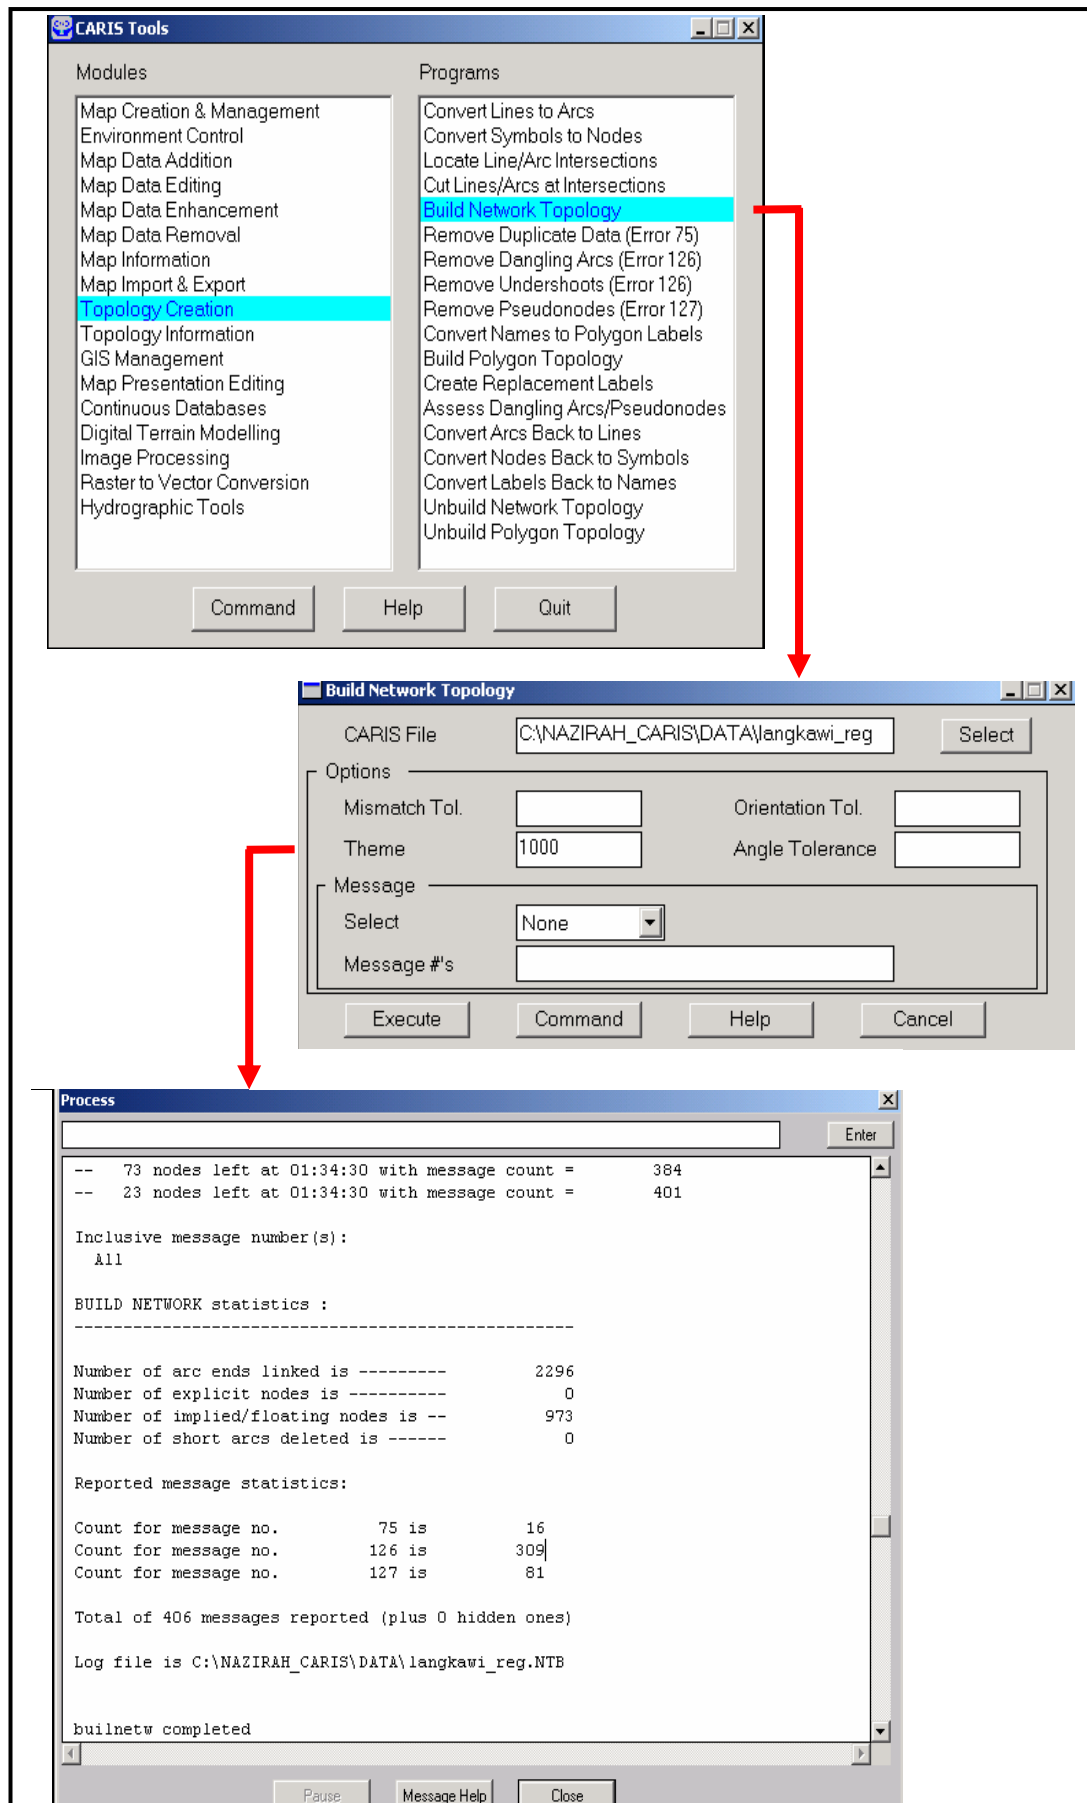 CARIS Tools
Modules
Programs
Map Creation & Management
Environment Control
Map Data Addition
Map Data Editing
Map Data Enhancement
Map Data Removal
Map Information
Map Import & Export
Topology Creation
Topology Information
GIS Management
Map Presentation Editing
Continuous Databases
Digital Terrain Modelling
Image Processing
Raster to Vector Conversion
Hydrographic Tools
Convert Lines to Arcs
Convert Symbols to Nodes
Locate Line/Arc Intersections
Cut Lines/Arcs at Intersections
Build Network Topology
Remove Duplicate Data (Error 75)
Remove Dangling Arcs (Error 126)
Remove Undershoots (Error 126)
Remove Pseudonodes (Error 127)
Convert Names to Polygon Labels
Build Polygon Topology
Create Replacement Labels
Assess Dangling Arcs/Pseudonodes
Convert Arcs Back to Lines
Convert Nodes Back to Symbols
Convert Labels Back to Names
Unbuild Network Topology
Unbuild Polygon Topology
Command Help Quit
Build Network Topology
CARIS File C:\NAZIRAH_CARIS\DATA\langkawi_reg Select
Options
Mismatch Tol. Orientation Tol.
Theme 1000 Angle Tolerance
Message
Select None
Message #'s
Execute Command Help Cancel
Process
Enter
-- 73 nodes left at 01:34:30 with message count = 384
-- 23 nodes left at 01:34:30 with message count = 401
Inclusive message number(s):
All
BUILD NETWORK statistics :
---------------------------------------------------
Number of arc ends linked is --------- 2296
Number of explicit nodes is ---------- 0
Number of implied/floating nodes is -- 973
Number of short arcs deleted is ------ 0
Reported message statistics:
Count for message no. 75 is 16
Count for message no. 126 is 309
Count for message no. 127 is 81
Total of 406 messages reported (plus 0 hidden ones)
Log file is C:\NAZIRAH_CARIS\DATA\langkawi_reg.NTB
builnetw completed
Pause Message Help Close